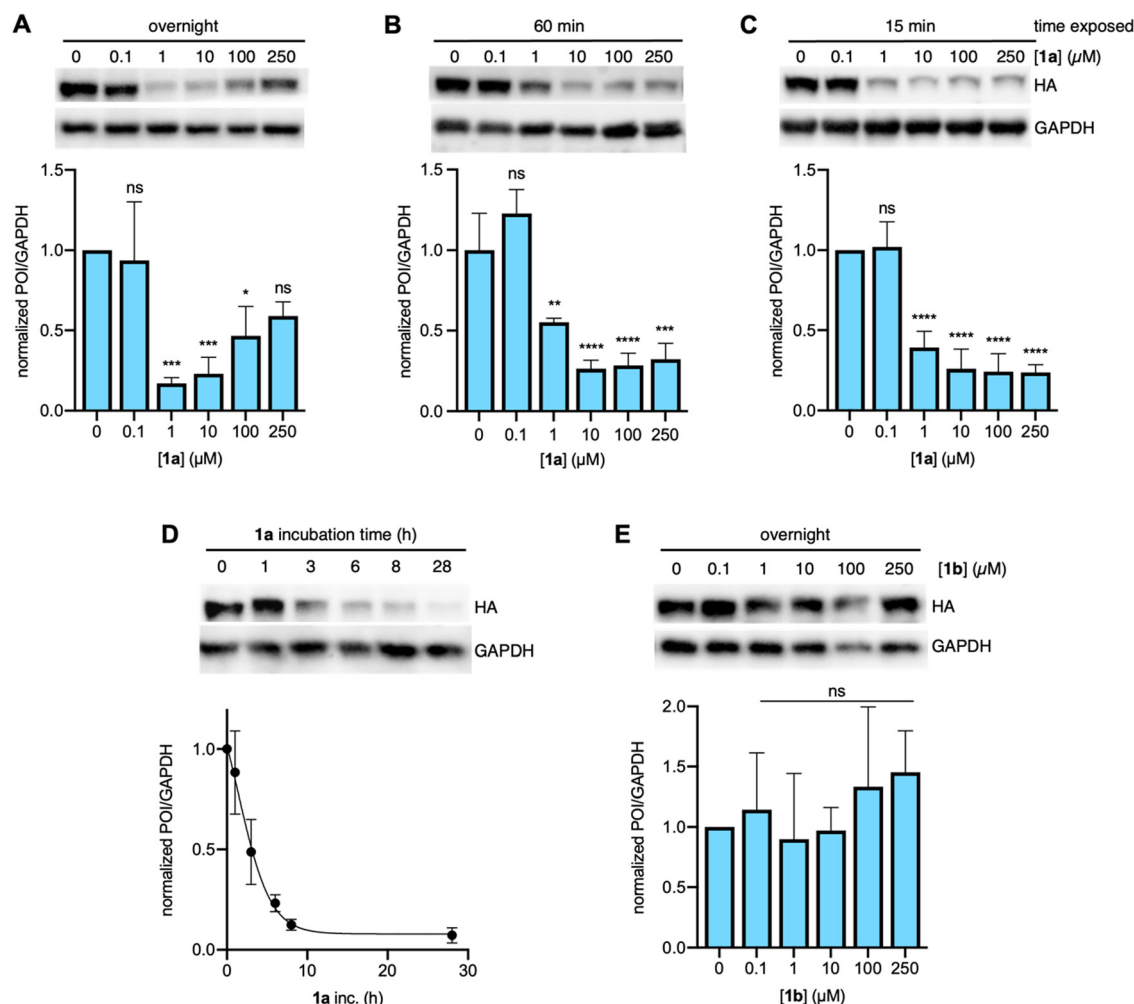 A
overnight
0 0.1 1 10 100 250
B
60 min
0 0.1 1 10 100 250
C
15 min
time exposed
0 0.1 1 10 100 250
[1a] (µM)
HA
GAPDH
normalized POI/GAPDH
1.5
1.0
0.5
0.0
ns
***
***
*
ns
0 0.1 1 10 100 250
[1a] (µM)
normalized POI/GAPDH
1.5
1.0
0.5
0.0
ns
**
****
****
***
0 0.1 1 10 100 250
[1a] (µM)
normalized POI/GAPDH
1.5
1.0
0.5
0.0
ns
****
****
****
****
0 0.1 1 10 100 250
[1a] (µM)
D
1a incubation time (h)
0 1 3 6 8 28
HA
GAPDH
normalized POI/GAPDH
1.0
0.5
0.0
0 10 20 30
1a inc. (h)
E
overnight
0 0.1 1 10 100 250
[1b] (µM)
HA
GAPDH
normalized POI/GAPDH
2.0
1.5
1.0
0.5
0.0
ns
0 0.1 1 10 100 250
[1b] (µM)